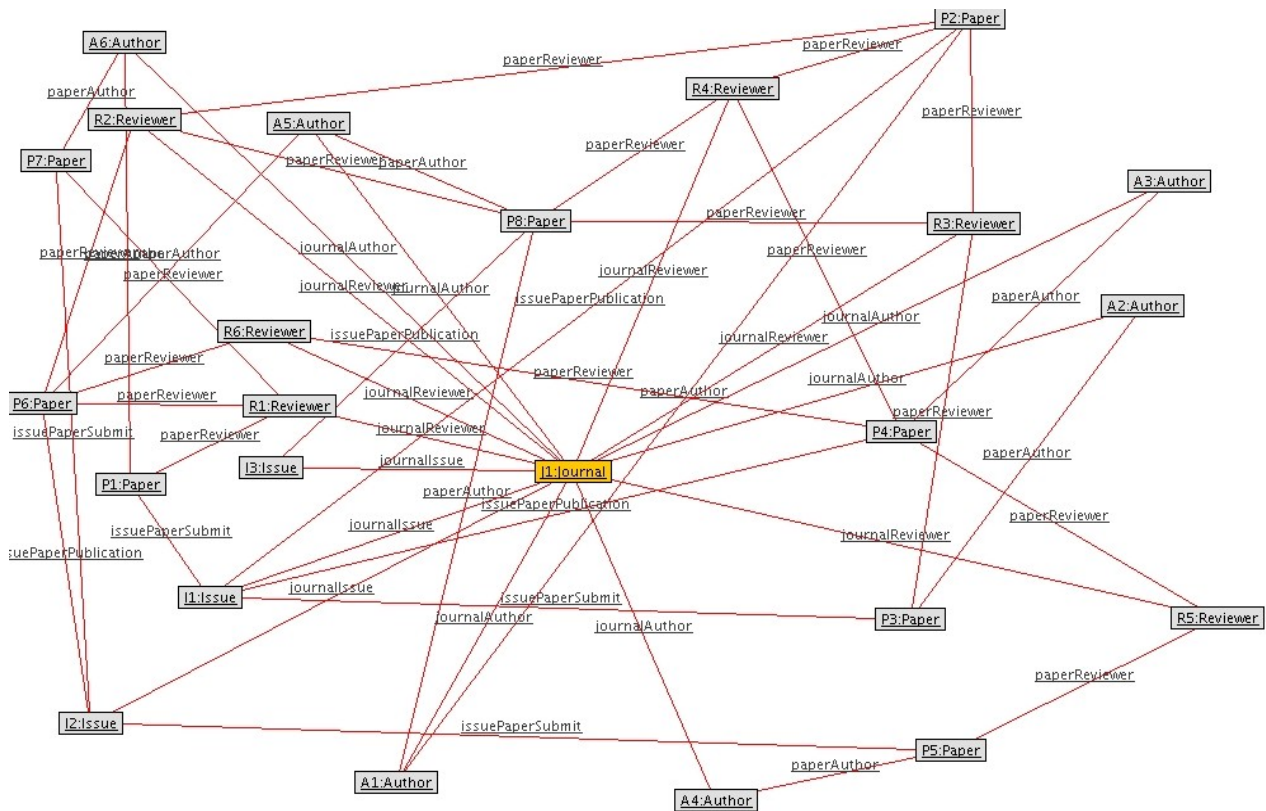 P2:Paper
A6:Author
paperReviewer
paperReviewer
paperAuthor
R4:Reviewer
R2:Reviewer
A5:Author
paperReviewer
paperReviewer
P7:Paper
paperReviewer
paperAuthor
A3:Author
P8:Paper
paperReviewer
R3:Reviewer
journalAuthor
paperReviewer
paperAuthor
paperReviewer
journalReviewer
journalAuthor
journalReviewer
issuePaperPublication
paperAuthor
A2:Author
journalAuthor
R6:Reviewer
issuePaperPublication
journalReviewer
paperReviewer
paperReviewer
journalAuthor
journalReviewer
paperReviewer
paperAuthor
P6:Paper
R1:Reviewer
paperReviewer
issuePaperSubmit
paperReviewer
journalReviewer
P4:Paper
paperAuthor
I3:Issue
journalIssue
J1:Journal
P1:Paper
paperAuthor
issuePaperPublication
issuePaperSubmit
journalIssue
paperReviewer
journalReviewer
journalIssue
I1:Issue
issuePaperSubmit
P3:Paper
R5:Reviewer
journalAuthor
journalAuthor
paperReviewer
I2:Issue
issuePaperSubmit
P5:Paper
paperAuthor
A1:Author
A4:Author